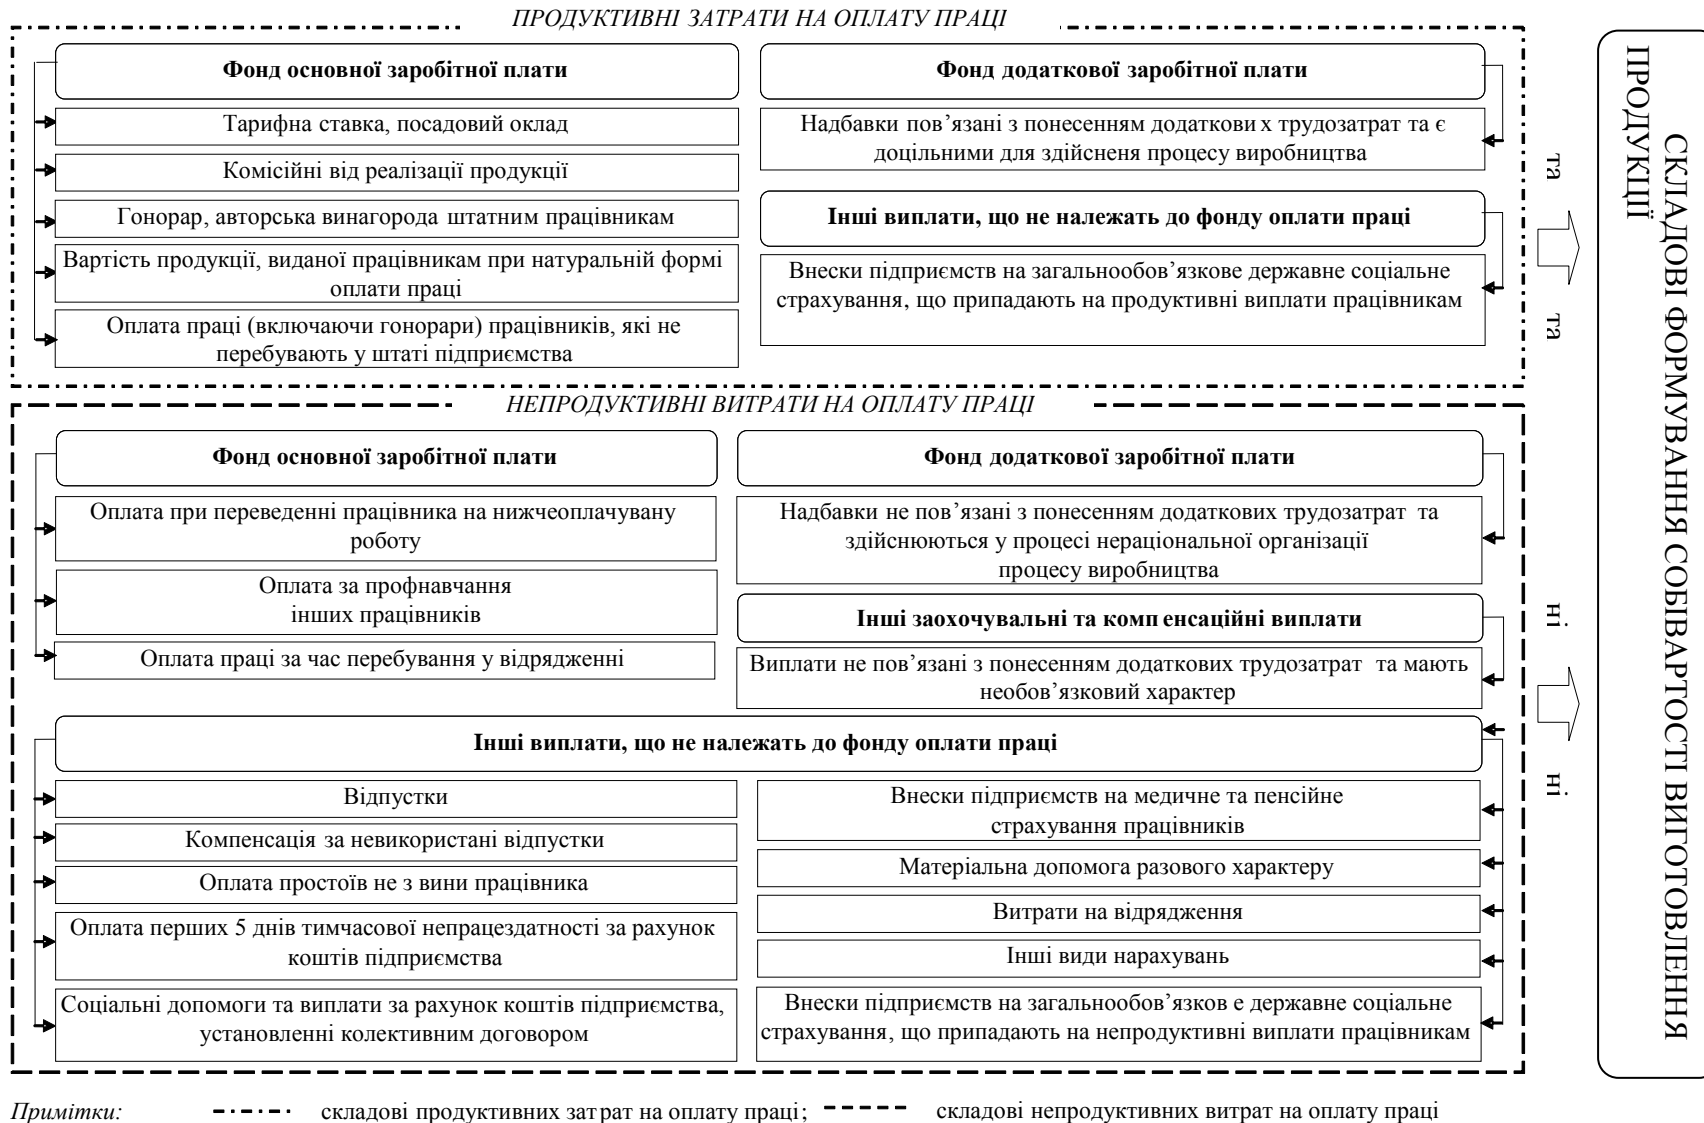 ПРОДУКТИВНІ ЗАТРАТИ НА ОПЛАТУ ПРАЦІ
Фонд основної заробітної плати
Тарифна ставка, посадовий оклад
Комісійні від реалізації продукції
Гонорар, авторська винагорода штатним працівникам
Вартість продукції, виданої працівникам при натуральній формі
оплати праці
Оплата праці (включаючи гонорари) працівників, які не
перебувають у штаті підприємства
Фонд додаткової заробітної плати
Надбавки пов’язані з понесенням додаткови х трудозатрат та є
доцільними для здійсненя процесу виробництва
Інші виплати, що не належать до фонду оплати праці
Внески підприємств на загальнообов’язкове державне соціальне
страхування, що припадають на продуктивні виплати працівникам
та
та
НЕПРОДУКТИВНІ ВИТРАТИ НА ОПЛАТУ ПРАЦІ
Фонд основної заробітної плати
Оплата при переведенні працівника на нижчеоплачувану
роботу
Оплата за профнавчання
інших працівників
Оплата праці за час перебування у відрядженні
Фонд додаткової заробітної плати
Надбавки не пов’язані з понесенням додаткових трудозатрат та
здійснюються у процесі нераціональної організації
процесу виробництва
Інші заохочувальні та комп енсаційні виплати
Виплати не пов’язані з понесенням додаткових трудозатрат та мають
необов’язковий характер
Інші виплати, що не належать до фонду оплати праці
Відпустки
Компенсація за невикористані відпустки
Оплата простоїв не з вини працівника
Оплата перших 5 днів тимчасової непрацездатності за рахунок
коштів підприємства
Соціальні допомоги та виплати за рахунок коштів підприємства,
установленні колективним договором
Внески підприємств на медичне та пенсійне
страхування працівників
Матеріальна допомога разового характеру
Витрати на відрядження
Інші види нарахувань
Внески підприємств на загальнообов’язков е державне соціальне
страхування, що припадають на непродуктивні виплати працівникам
ні
ні
СКЛАДОВІ ФОРМУВАННЯ СОБІВАРТОСТІ ВИГОТОВЛЕННЯ
ПРОДУКЦІЇ
Примітки: складові продуктивних затрат на оплату праці; складові непродуктивних витрат на оплату праці